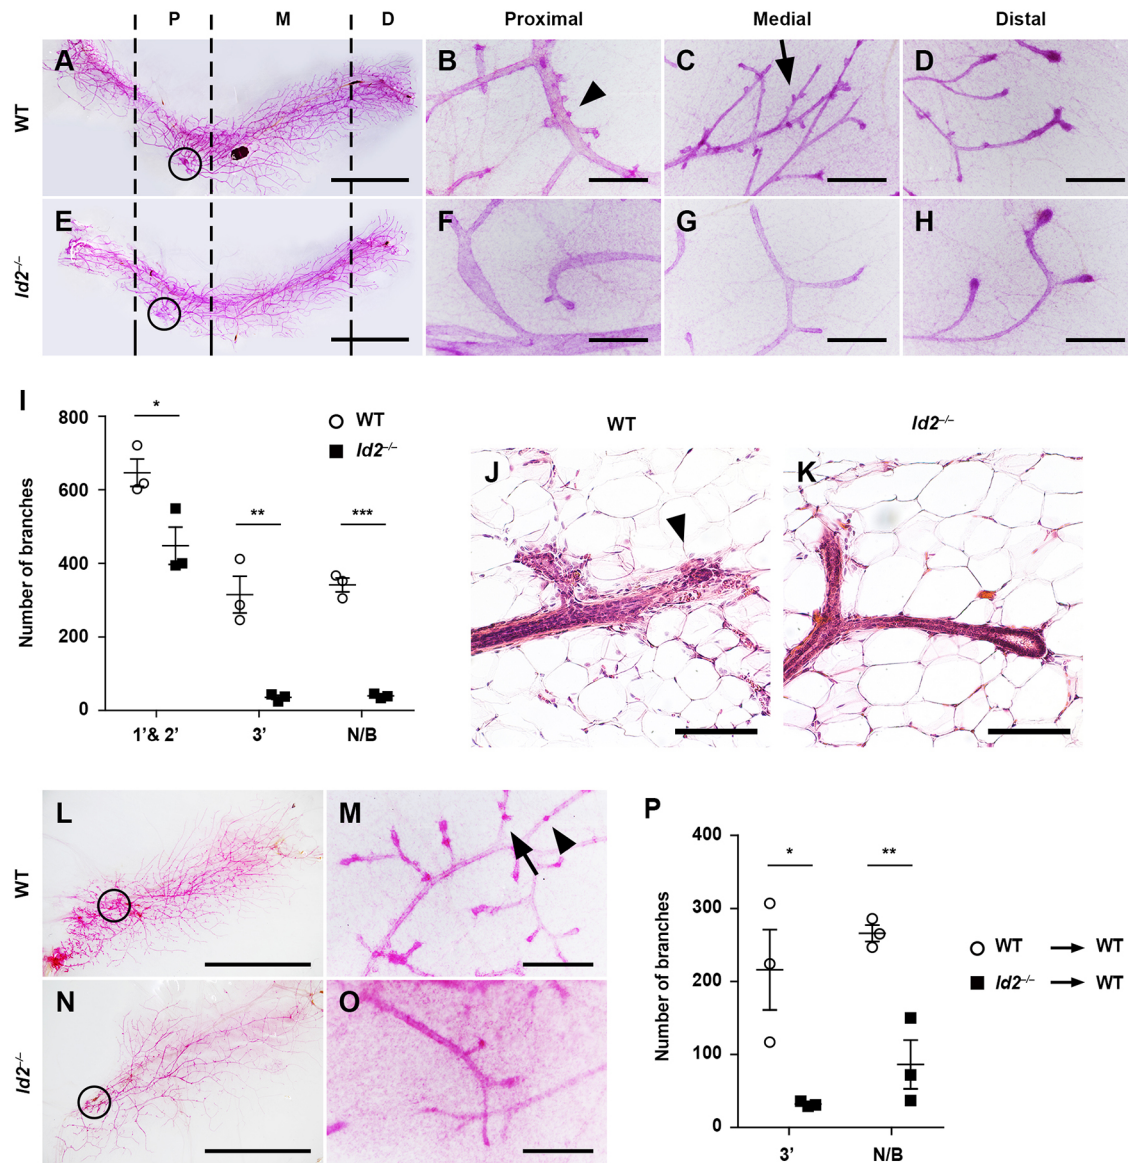 P M D Proximal Medial Distal
WT
A B C D
Id2–/–
E F G H
I
Number of branches
800
600
400
200
0
* ** ***
WT
Id2–/–
1'& 2' 3' N/B
WT Id2–/–
J K
WT
L M
Id2–/–
N O
P
Number of branches
400
300
200
100
0
* **
3' N/B
WT → WT
Id2–/– → WT